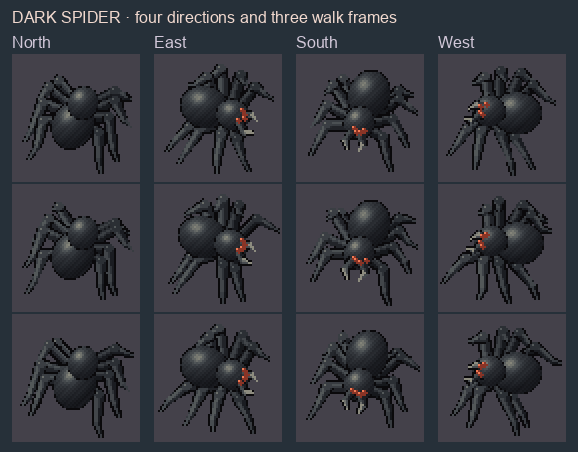 DARK SPIDER · four directions and three walk frames
North East South West